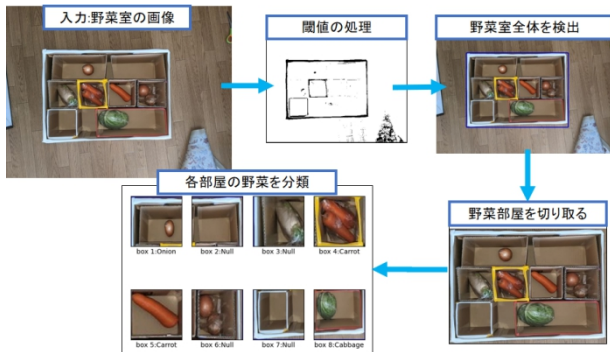 入力:野菜室の画像
閾値の処理
野菜室全体を検出
各部屋の野菜を分類
野菜部屋を切り取る
box 1:Onion
box 2:Null
box 3:Null
box 4:Carrot
box 5:Carrot
box 6:Null
box 7:Null
box 8:Cabbage